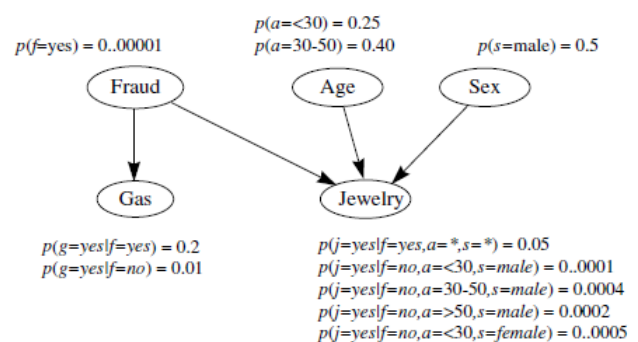 p(a=<30) = 0.25
p(f=yes) = 0..00001
p(a=30-50) = 0.40
p(s=male) = 0.5
Fraud
Age
Sex
Gas
Jewelry
p(g=yes|f=yes) = 0.2
p(g=yes|f=no) = 0.01
p(j=yes|f=yes,a=*,s=*) = 0.05
p(j=yes|f=no,a=<30,s=male) = 0..0001
p(j=yes|f=no,a=30-50,s=male) = 0.0004
p(j=yes|f=no,a=>50,s=male) = 0.0002
p(j=yes|f=no,a=<30,s=female) = 0..0005